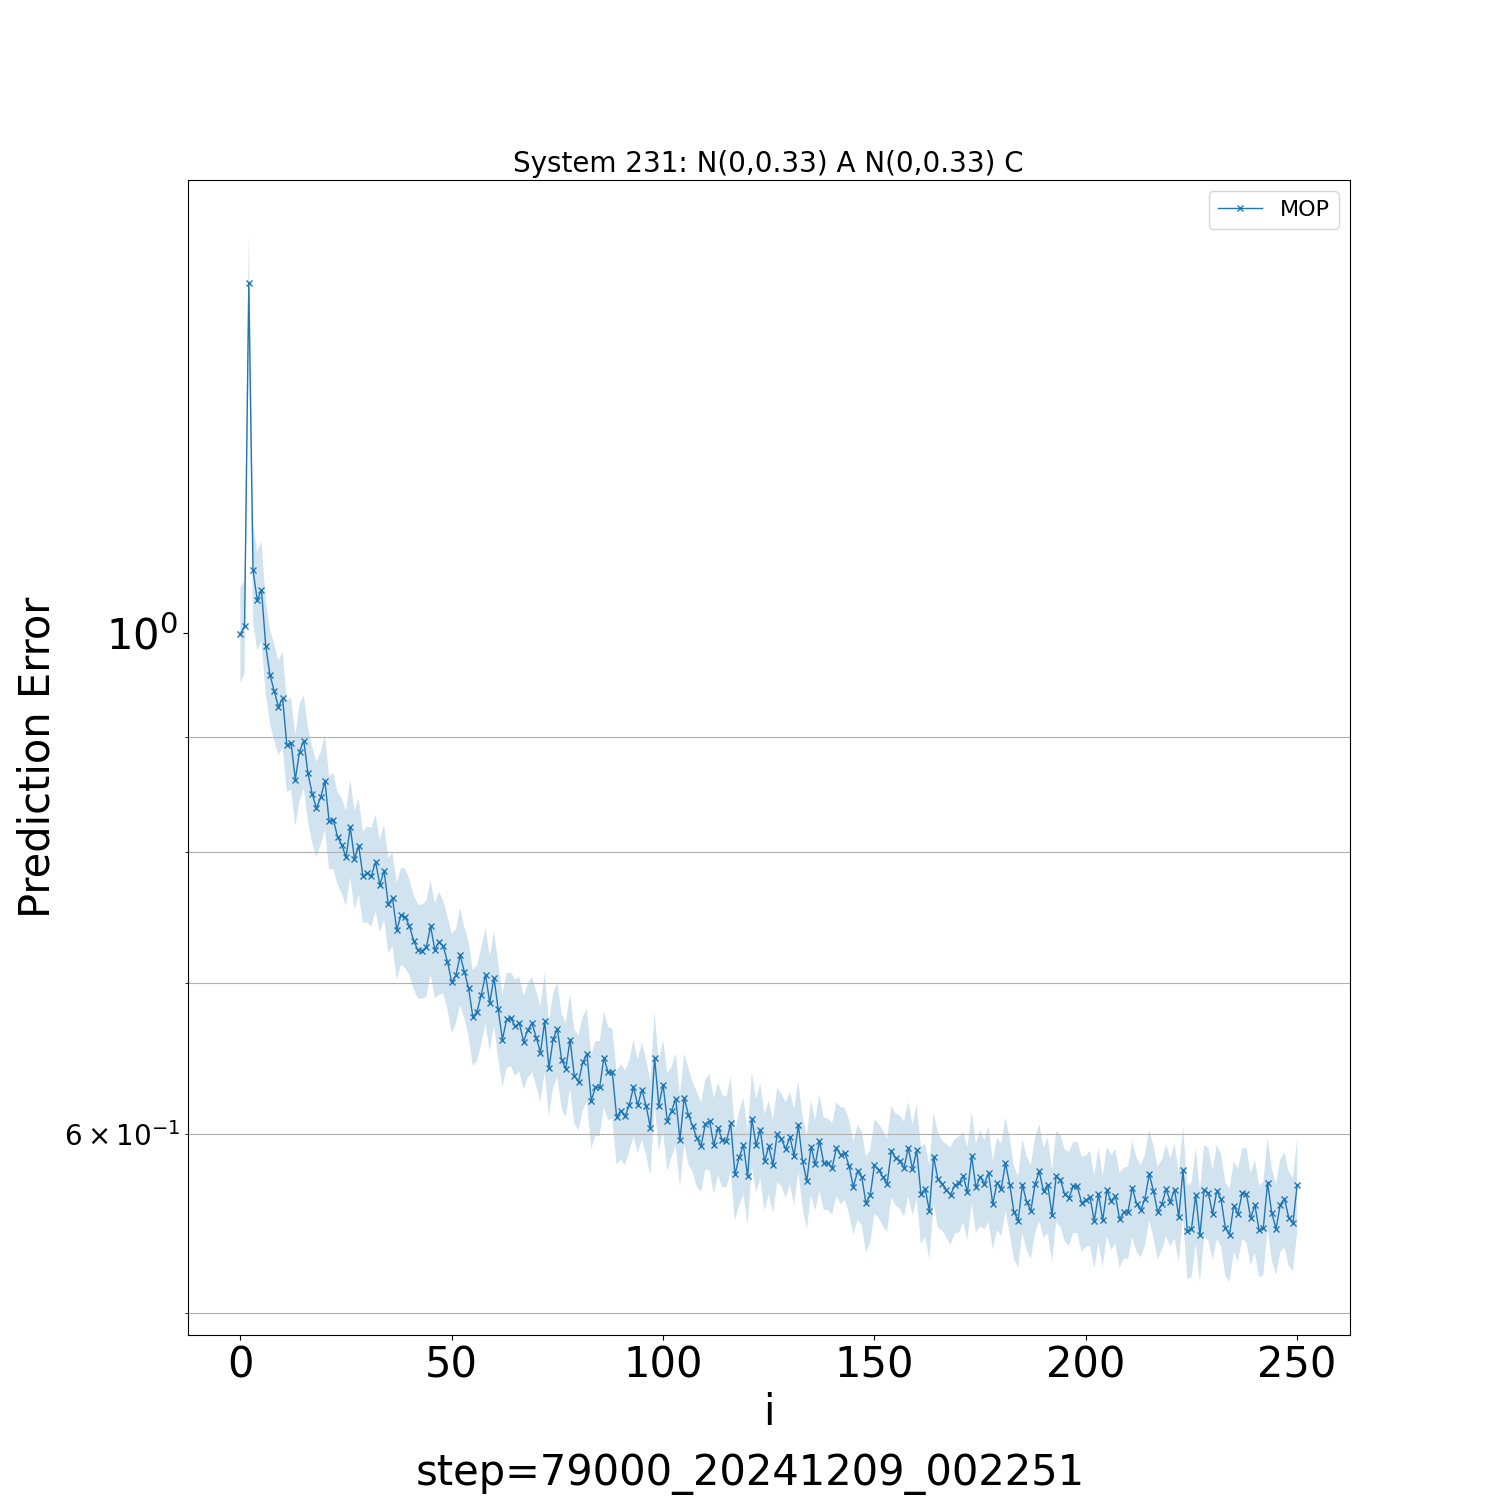 System 231: N(0,0.33) A N(0,0.33) C
MOP
Prediction Error
10⁰
6 × 10⁻¹
0 50 100 150 200 250
i
step=79000_20241209_002251